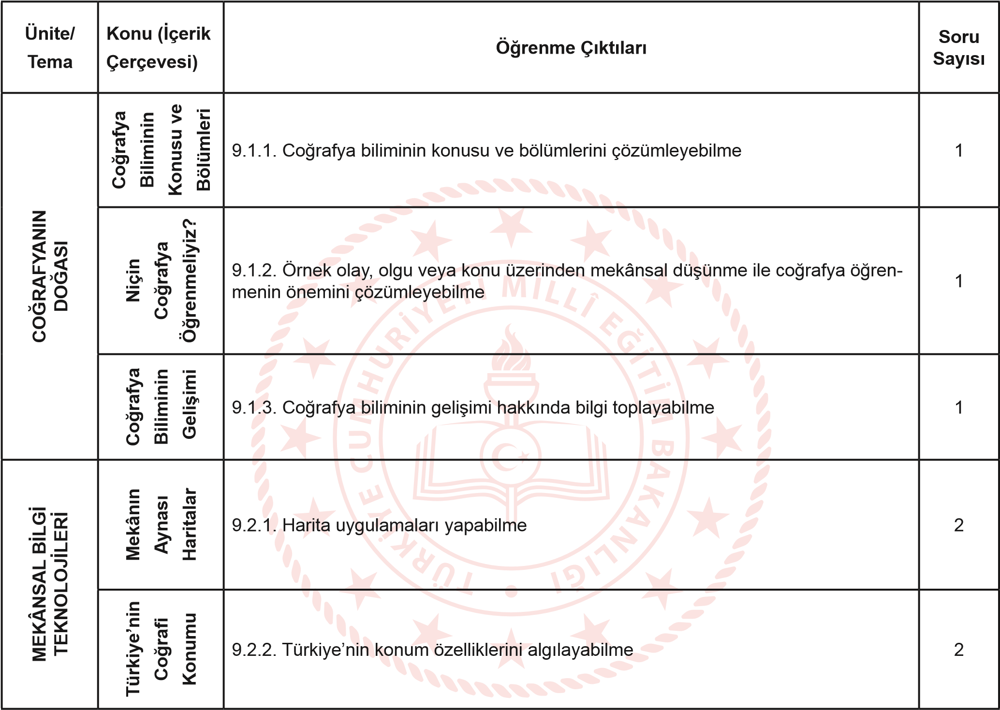 Ünite/
Tema
Konu (İçerik
Çerçevesi)
Öğrenme Çıktıları
Soru
Sayısı
COĞRAFYANIN
DOĞASI
Coğrafya
Biliminin
Konusu ve
Bölümleri
9.1.1. Coğrafya biliminin konusu ve bölümlerini çözümleyebilme
1
Niçin
Coğrafya
Öğrenmeliyiz?
9.1.2. Örnek olay, olgu veya konu üzerinden mekânsal düşünme ile coğrafya öğren-
menin önemini çözümleyebilme
1
Coğrafya
Biliminin
Gelişimi
9.1.3. Coğrafya biliminin gelişimi hakkında bilgi toplayabilme
1
MEKÂNSAL BİLGİ
TEKNOLOJİLERİ
Mekânın
Aynası
Haritalar
9.2.1. Harita uygulamaları yapabilme
2
Türkiye’nin
Coğrafi
Konumu
9.2.2. Türkiye’nin konum özelliklerini algılayabilme
2
TÜRKİYE CUMHURİYETİ MİLLÎ EĞİTİM BAKANLIĞI